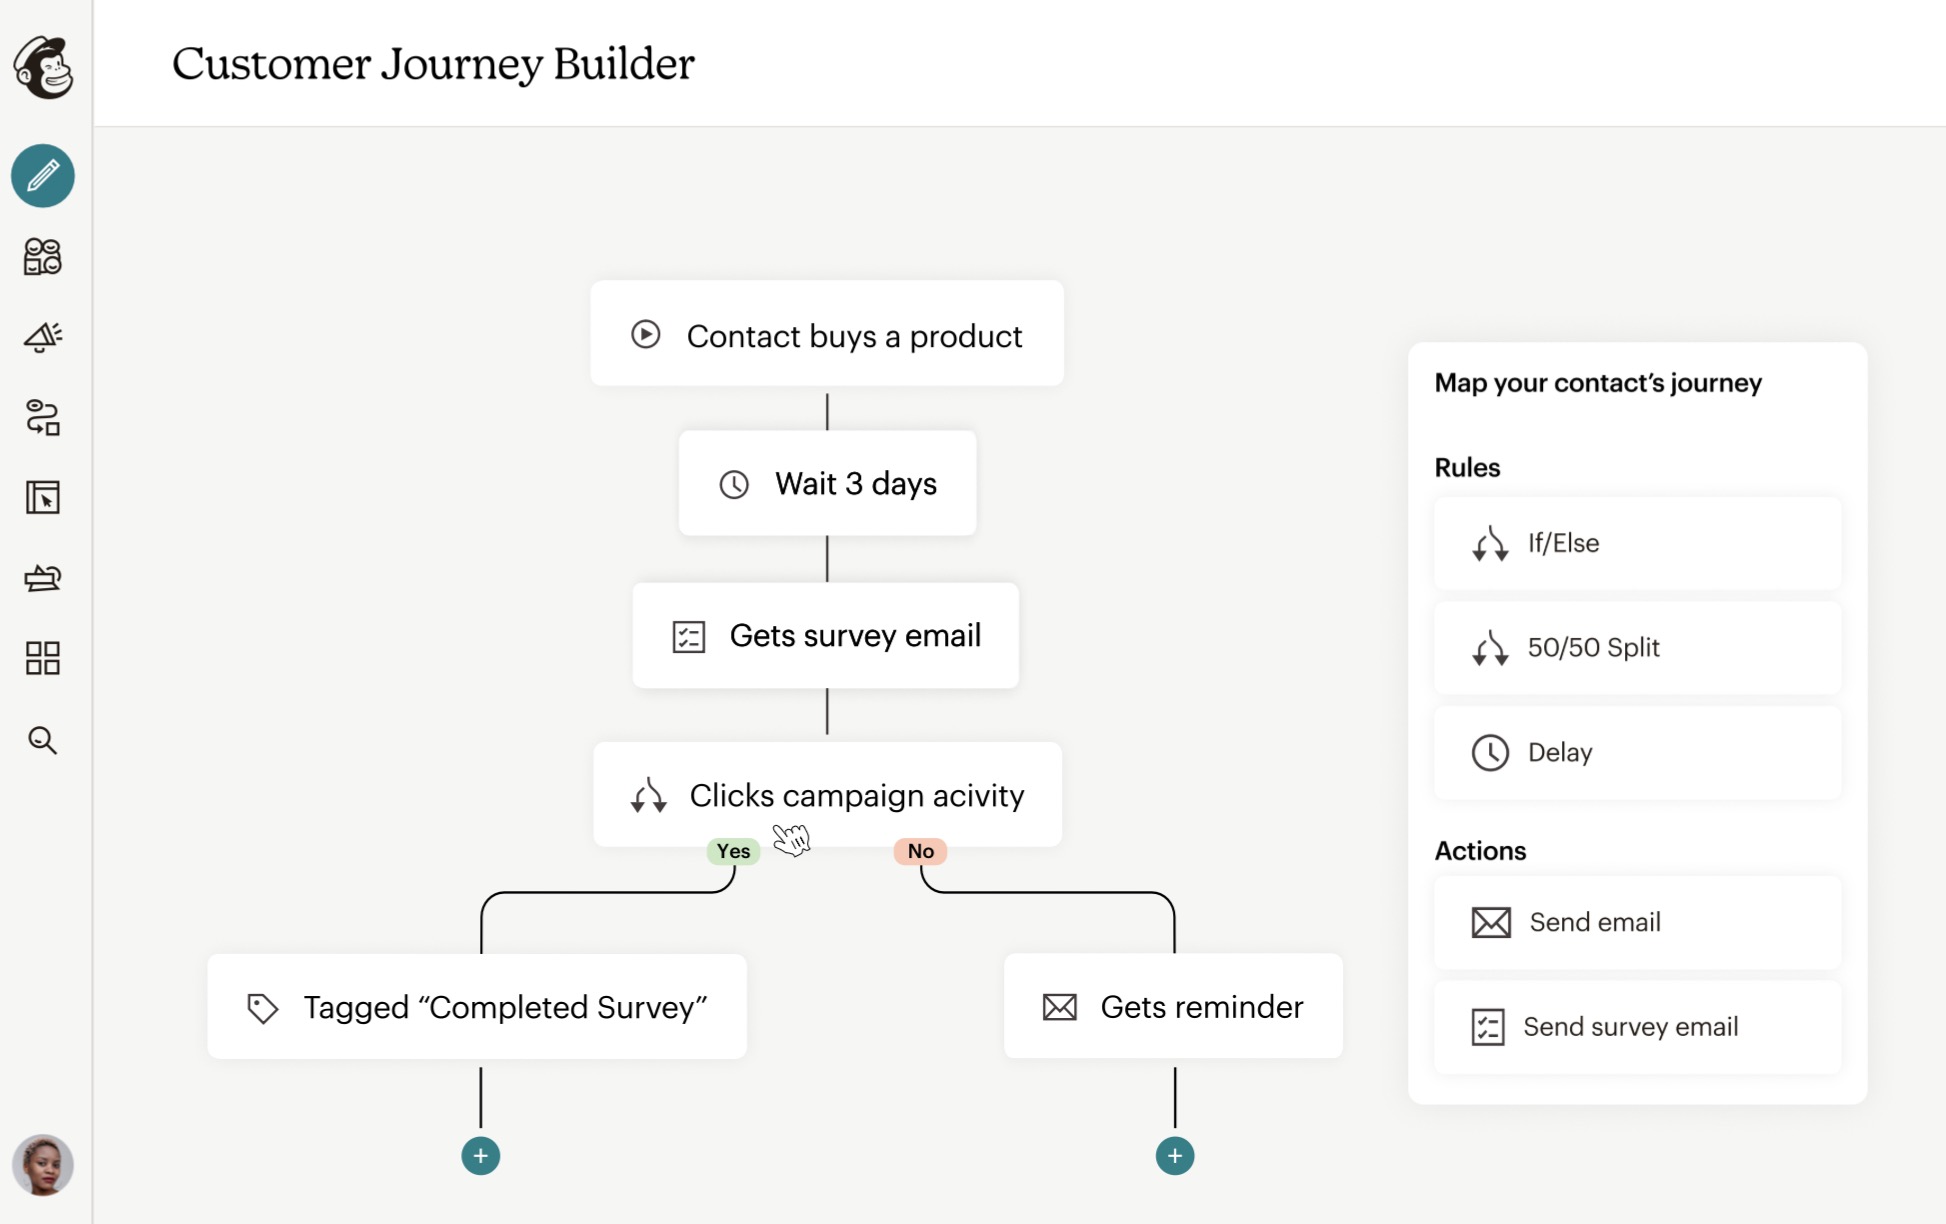 Customer Journey Builder
Contact buys a product
Wait 3 days
Gets survey email
Clicks campaign acivity
Yes
No
Tagged “Completed Survey”
Gets reminder
+
+
Map your contact’s journey
Rules
If/Else
50/50 Split
Delay
Actions
Send email
Send survey email